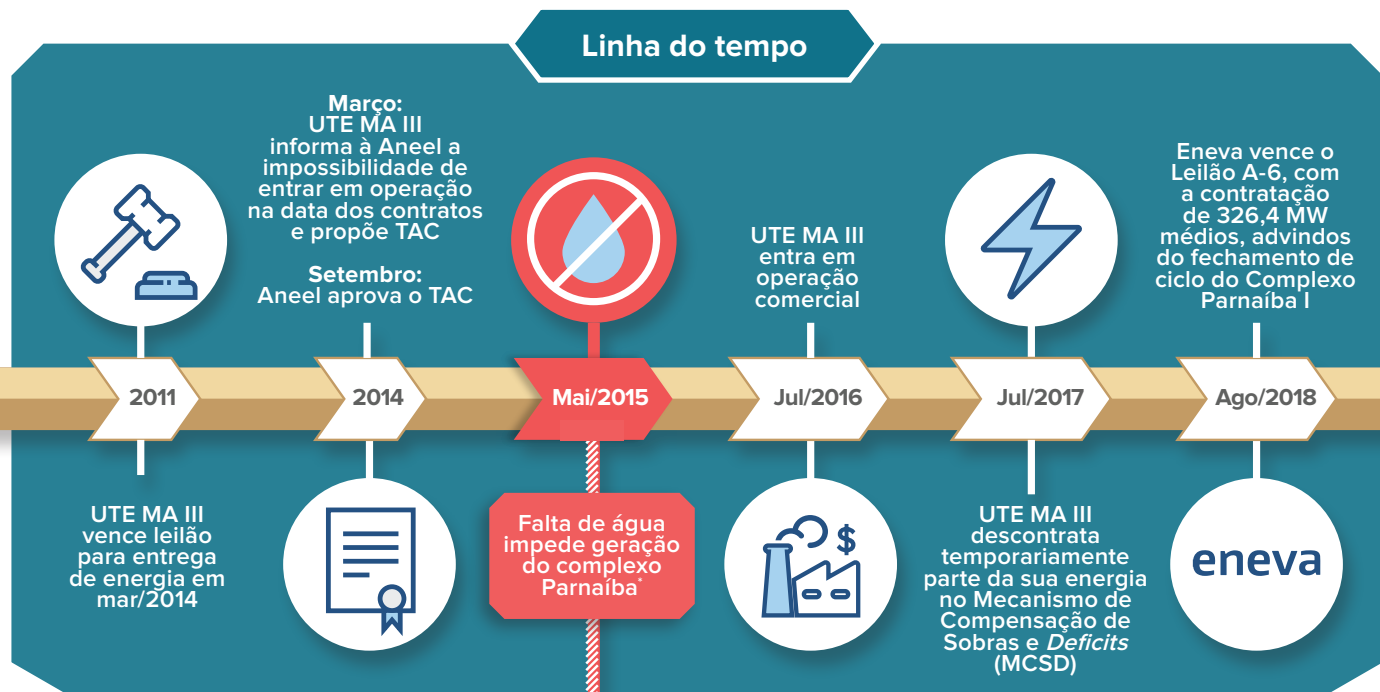 Linha do tempo
2011
UTE MA III
vence leilão
para entrega
de energia em
mar/2014
Março:
UTE MA III
informa à Aneel a
impossibilidade de
entrar em operação
na data dos contratos
e propõe TAC
Setembro:
Aneel aprova o TAC
2014
Mai/2015
Falta de água
impede geração
do complexo
Parnaíba*
UTE MA III
entra em
operação
comercial
Jul/2016
$
Jul/2017
UTE MA III
descontrata
temporariamente
parte da sua energia
no Mecanismo de
Compensação de
Sobras e Deficits
(MCSD)
Eneva vence o
Leilão A-6, com
a contratação
de 326,4 MW
médios, advindos
do fechamento de
ciclo do Complexo
Parnaíba I
Ago/2018
eneva